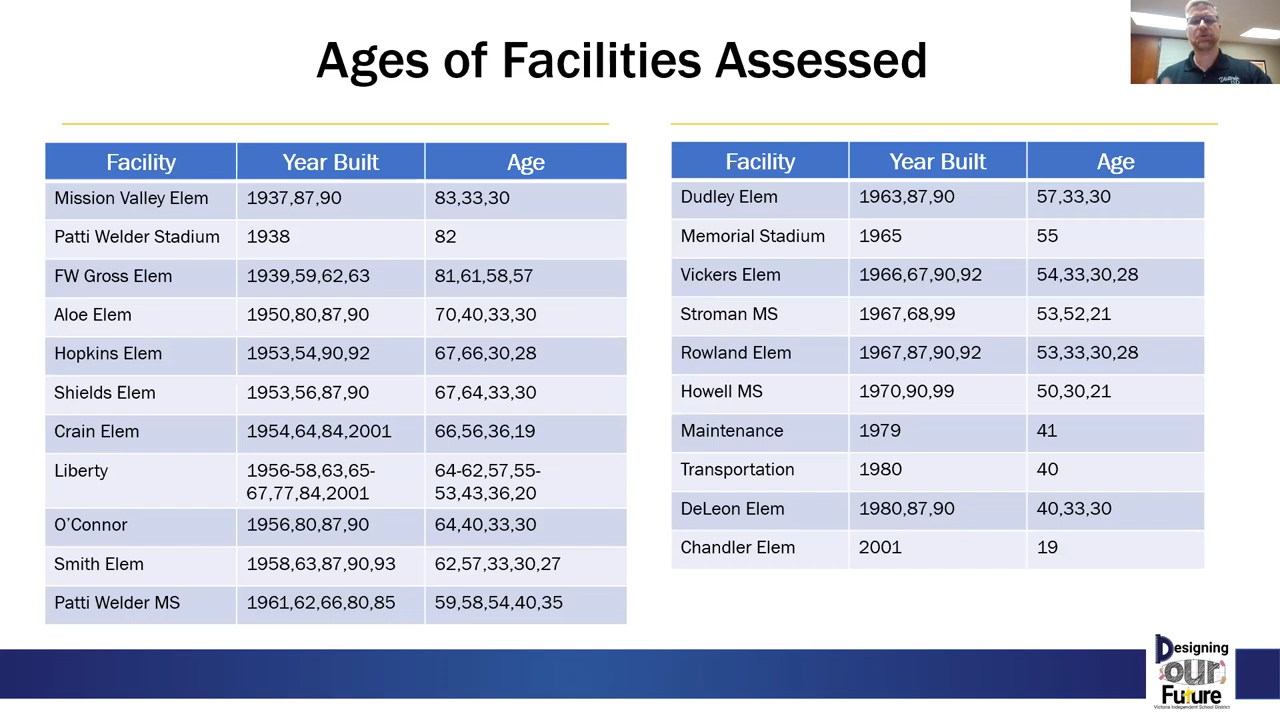 Ages of Facilities Assessed
Facility Year Built Age
Mission Valley Elem 1937,87,90 83,33,30
Patti Welder Stadium 1938 82
FW Gross Elem 1939,59,62,63 81,61,58,57
Aloe Elem 1950,80,87,90 70,40,33,30
Hopkins Elem 1953,54,90,92 67,66,30,28
Shields Elem 1953,56,87,90 67,64,33,30
Crain Elem 1954,64,84,2001 66,56,36,19
Liberty 1956-58,63,65- 64-62,57,55-
67,77,84,2001 53,43,36,20
O'Connor 1956,80,87,90 64,40,33,30
Smith Elem 1958,63,87,90,93 62,57,33,30,27
Patti Welder MS 1961,62,66,80,85 59,58,54,40,35
Facility Year Built Age
Dudley Elem 1963,87,90 57,33,30
Memorial Stadium 1965 55
Vickers Elem 1966,67,90,92 54,33,30,28
Stroman MS 1967,68,99 53,52,21
Rowland Elem 1967,87,90,92 53,33,30,28
Howell MS 1970,90,99 50,30,21
Maintenance 1979 41
Transportation 1980 40
DeLeon Elem 1980,87,90 40,33,30
Chandler Elem 2001 19
Designing
our
Future
Victoria Independent School District